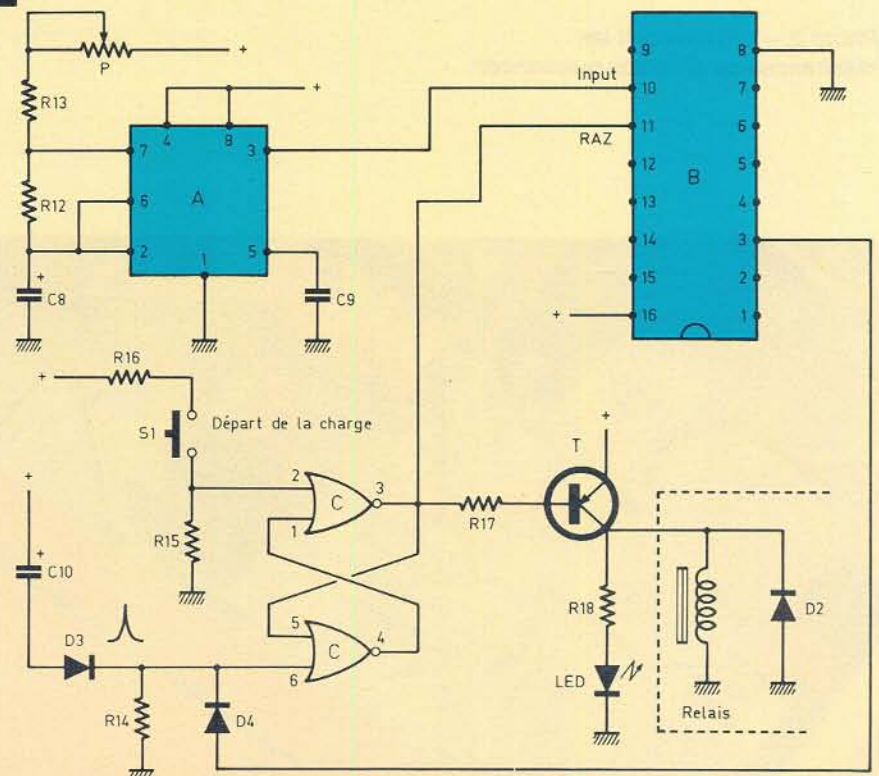 P
+
R13
R12
C8
+
4
8
+
7
3
6
A
2
1
5
C9
Input
RAZ
9
10
11
12
13
14
15
16
+
B
8
7
6
5
4
3
2
1
R16
+
S1
Départ de la charge
R15
2
1
C
3
R17
T
+
+
+
C10
D3
R14
D4
5
6
C
4
R18
LED
D2
Relais